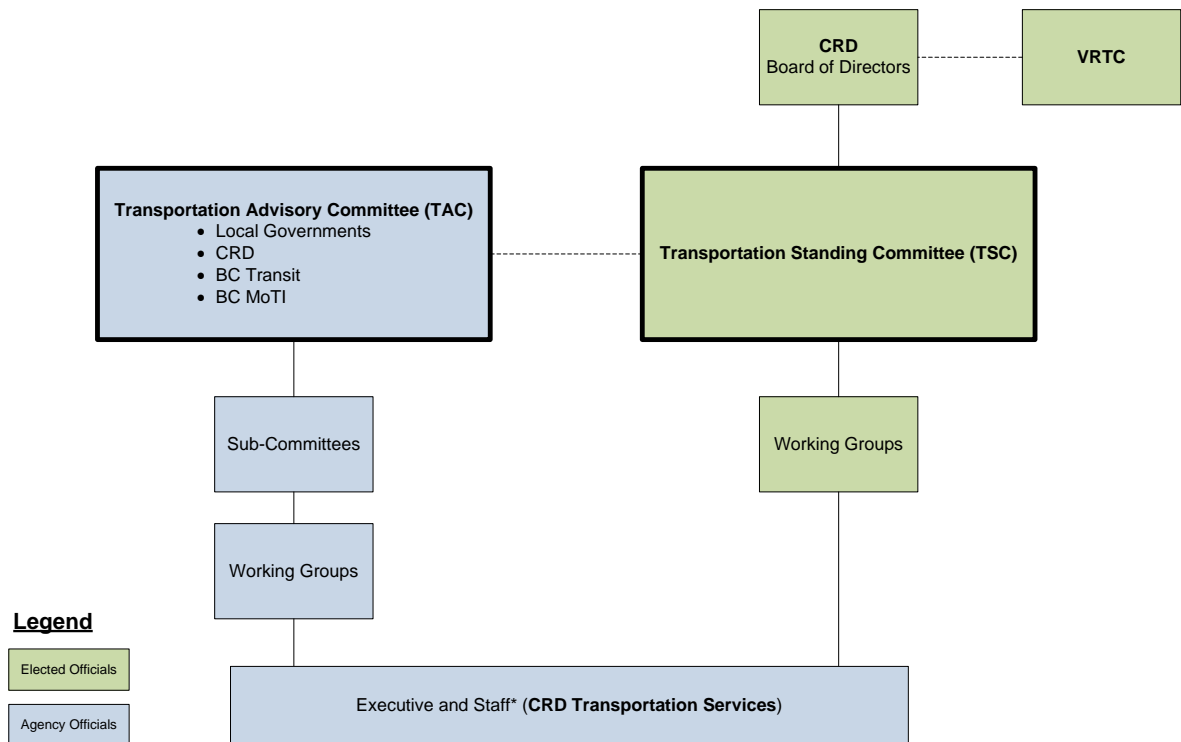 CRD
Board of Directors
VRTC
Transportation Advisory Committee (TAC)
• Local Governments
• CRD
• BC Transit
• BC MoTI
Transportation Standing Committee (TSC)
Sub-Committees
Working Groups
Working Groups
Legend
Elected Officials
Agency Officials
Executive and Staff* (CRD Transportation Services)